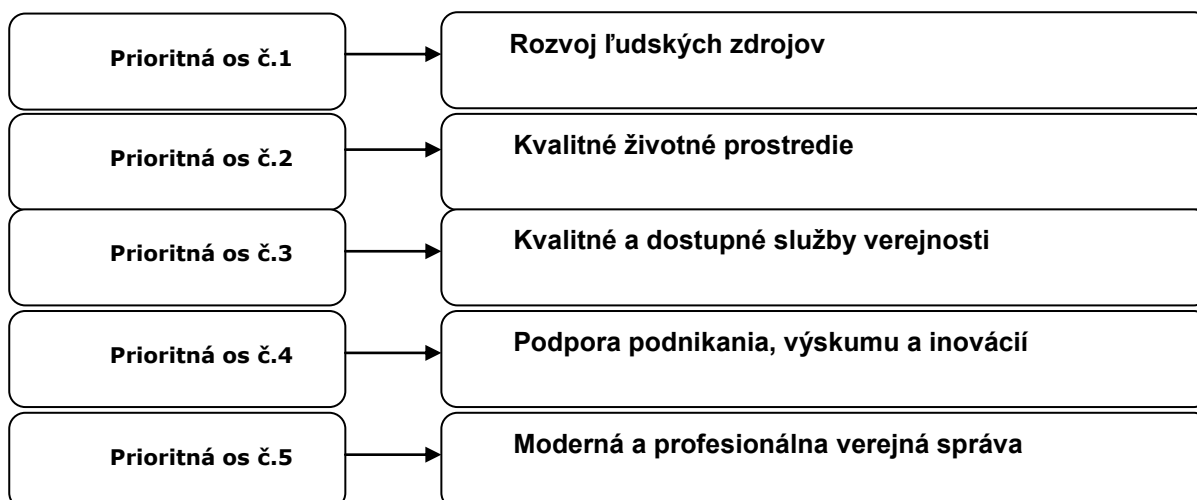 Prioritná os č.1
Rozvoj ľudských zdrojov
Prioritná os č.2
Kvalitné životné prostredie
Prioritná os č.3
Kvalitné a dostupné služby verejnosti
Prioritná os č.4
Podpora podnikania, výskumu a inovácií
Prioritná os č.5
Moderná a profesionálna verejná správa